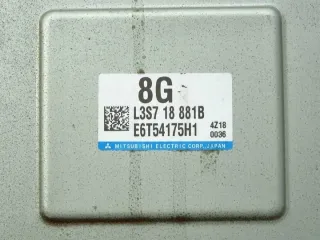 8G
L3S7 18 881B
E6T54175H1 4Z18
0036
MITSUBISHI ELECTRIC CORP. JAPAN